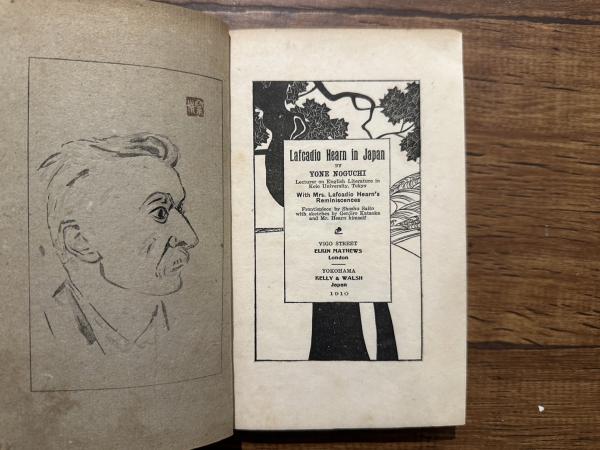 Lafcadio Hearn in Japan
BY
YONE NOGUCHI
Lecturer on English Literature in
Keio University, Tokyo
With Mrs. Lafcadio Hearn's
Reminiscences
Frontispiece by Shoshu Saito
with sketches by Genjiro Kataoka
and Mr. Hearn himself
VIGO STREET
ELKIN MATHEWS
London
YOKOHAMA
KELLY & WALSH
Japan
1910